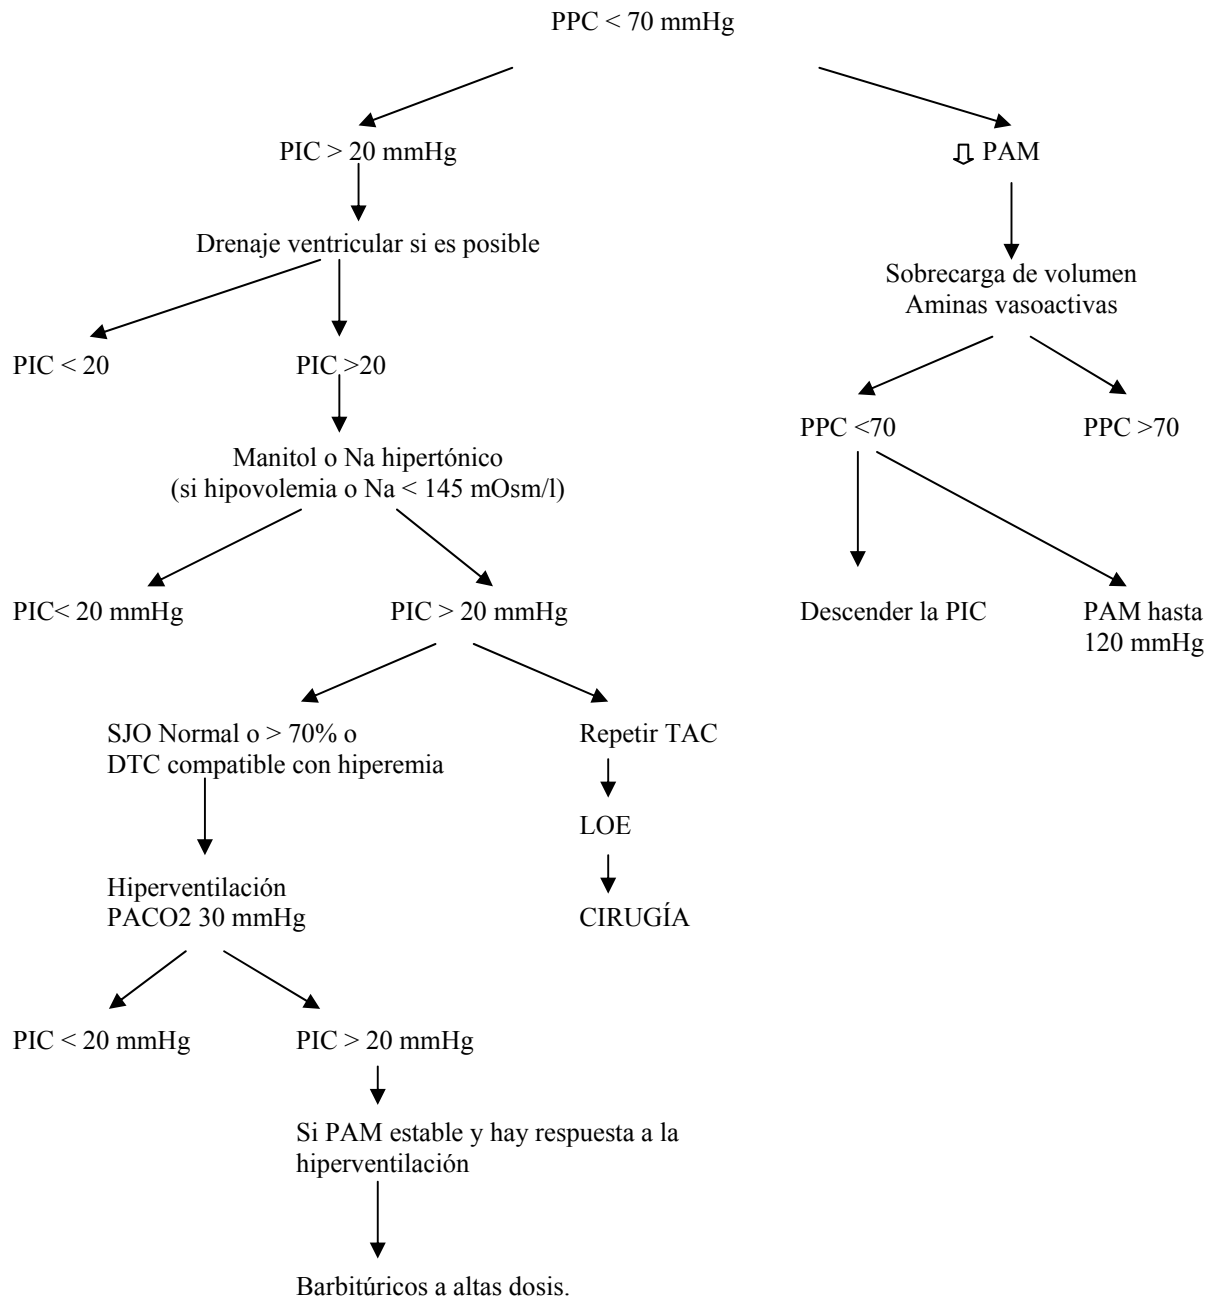 PPC < 70 mmHg
PIC > 20 mmHg
⇩ PAM
Drenaje ventricular si es posible
Sobrecarga de volumen
Aminas vasoactivas
PIC < 20
PIC >20
PPC <70
PPC >70
Manitol o Na hipertónico
(si hipovolemia o Na < 145 mOsm/l)
PIC< 20 mmHg
PIC > 20 mmHg
Descender la PIC
PAM hasta
120 mmHg
SJO Normal o > 70% o
DTC compatible con hiperemia
Repetir TAC
LOE
Hiperventilación
PACO2 30 mmHg
CIRUGÍA
PIC < 20 mmHg
PIC > 20 mmHg
Si PAM estable y hay respuesta a la
hiperventilación
Barbitúricos a altas dosis.